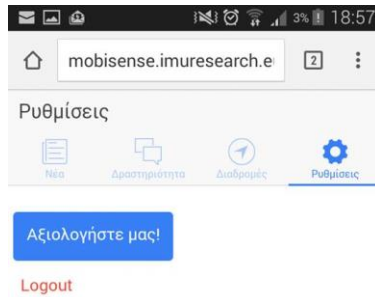 3% 18:57
mobisense.imuresearch.e
2
Ρυθμίσεις
Νέα Δραστηριότητα Διαδρομές Ρυθμίσεις
Αξιολογήστε μας!
Logout